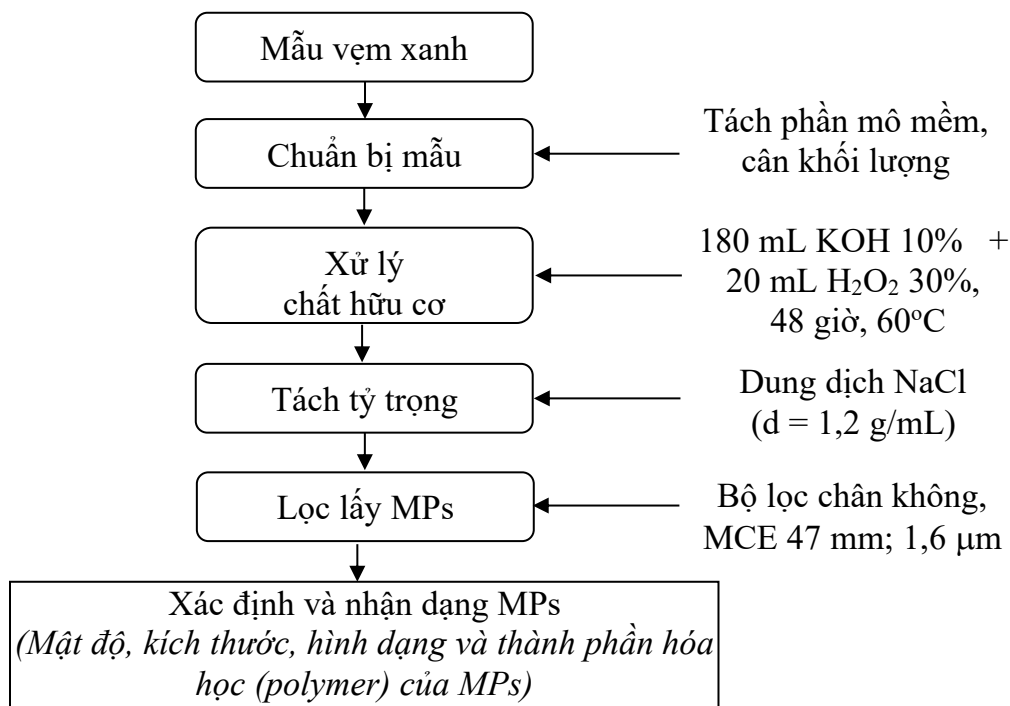 Mẫu vẹm xanh
Chuẩn bị mẫu
Tách phần mô mềm,
cân khối lượng
Xử lý
chất hữu cơ
180 mL KOH 10% +
20 mL H₂O₂ 30%,
48 giờ, 60°C
Tách tỷ trọng
Dung dịch NaCl
(d = 1,2 g/mL)
Lọc lấy MPs
Bộ lọc chân không,
MCE 47 mm; 1,6 μm
Xác định và nhận dạng MPs
(Mật độ, kích thước, hình dạng và thành phần hóa
học (polymer) của MPs)